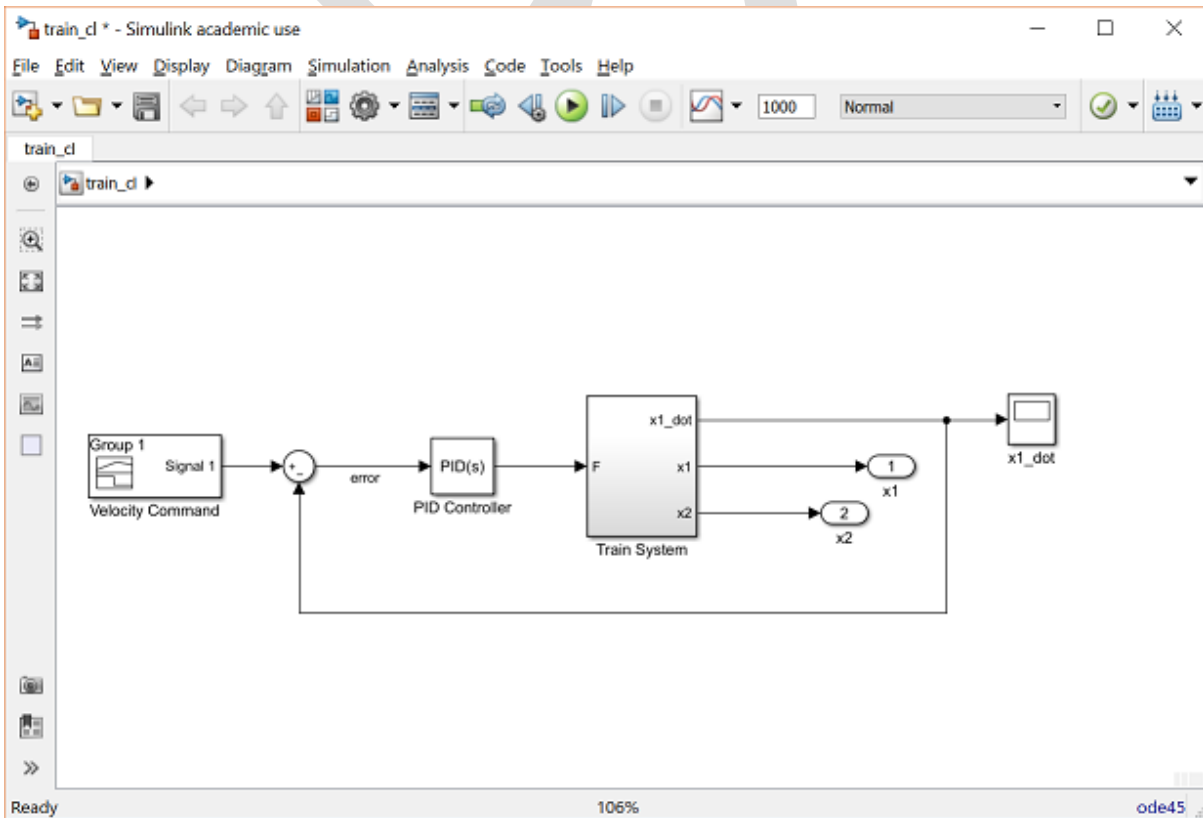 train_cl * - Simulink academic use
File Edit View Display Diagram Simulation Analysis Code Tools Help
1000 Normal
train_cl
train_cl
Group 1
Signal 1
Velocity Command
+_
error
PID(s)
PID Controller
F
x1_dot
x1
x2
Train System
x1_dot
1
x1
2
x2
Ready 106% ode45